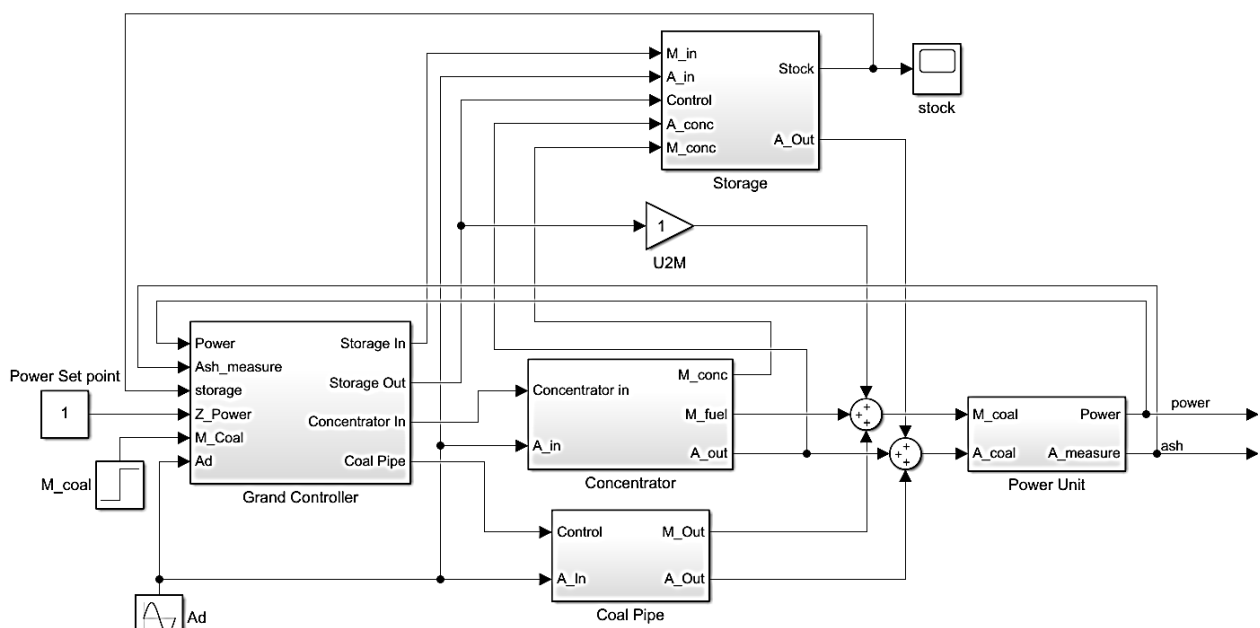 M_in
A_in
Control
A_conc
M_conc
Stock
A_Out
Storage
stock
1
U2M
Power
Ash_measure
storage
Z_Power
M_Coal
Ad
Storage In
Storage Out
Concentrator In
Coal Pipe
Grand Controller
Power Set point
1
M_coal
Ad
Concentrator in
A_in
M_conc
M_fuel
A_out
Concentrator
Control
A_In
M_Out
A_Out
Coal Pipe
+
+
+
+
+
+
M_coal
A_coal
Power
A_measure
Power Unit
power
ash